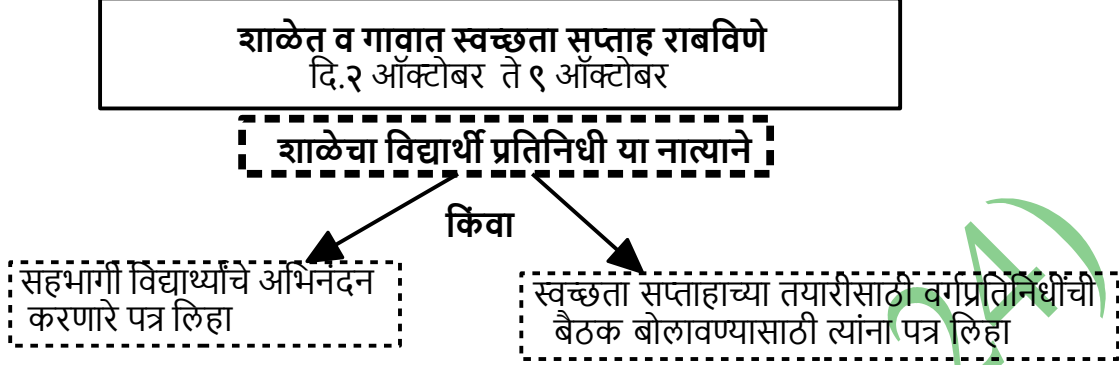 शाळेत व गावात स्वच्छता सप्ताह राबविणे
दि.२ ऑक्टोबर ते ९ ऑक्टोबर
शाळेचा विद्यार्थी प्रतिनिधी या नात्याने
किंवा
सहभागी विद्यार्थ्यांचे अभिनंदन
करणारे पत्र लिहा
स्वच्छता सप्ताहाच्या तयारीसाठी वर्गप्रतिनिधींची
बैठक बोलावण्यासाठी त्यांना पत्र लिहा
24)